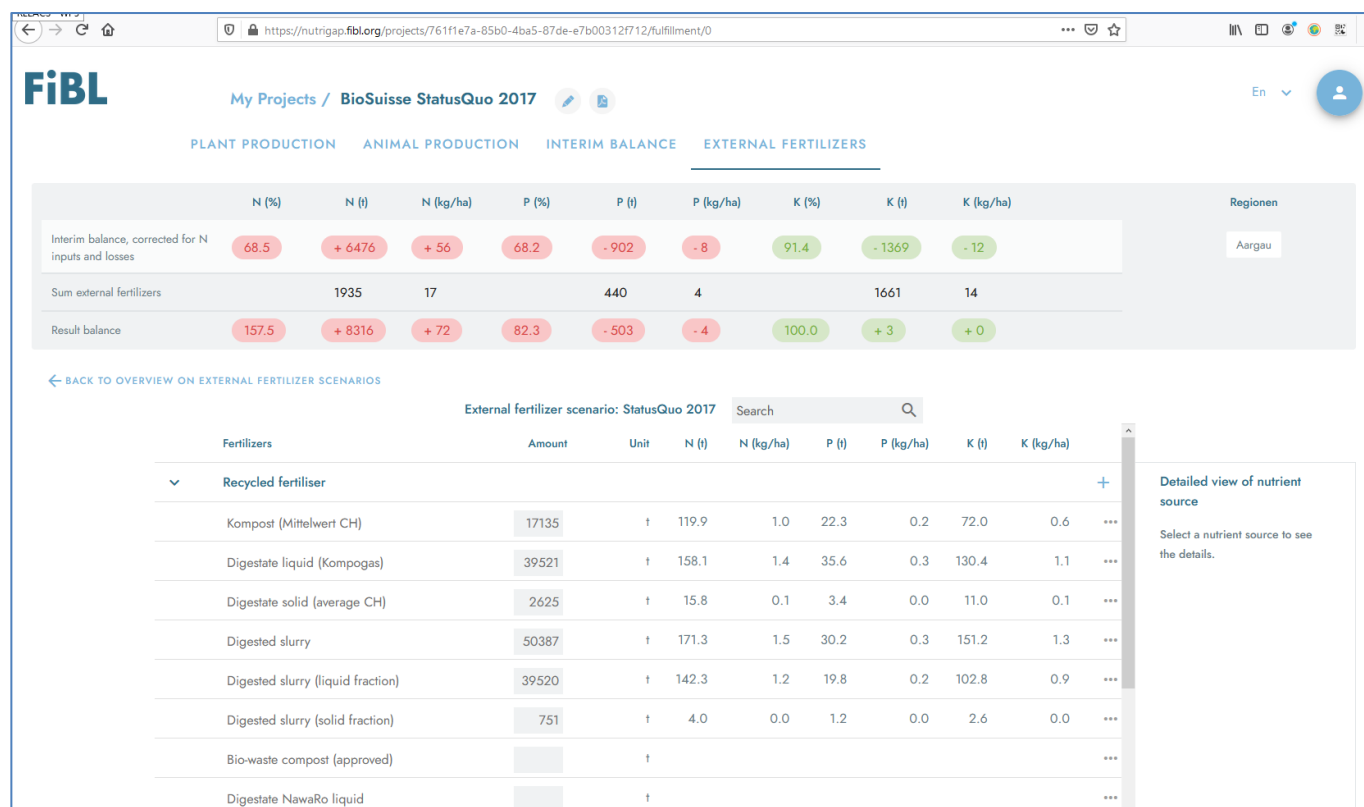 https://nutrigap.fibl.org/projects/761f1e7a-85b0-4ba5-87de-e7b00312f712/fulfillment/0
FiBL
My Projects / BioSuisse StatusQuo 2017
En
PLANT PRODUCTION ANIMAL PRODUCTION INTERIM BALANCE EXTERNAL FERTILIZERS
N (%) N (t) N (kg/ha) P (%) P (t) P (kg/ha) K (%) K (t) K (kg/ha) Regionen
Interim balance, corrected for N
inputs and losses
68.5 + 6476 + 56 68.2 - 902 - 8 91.4 - 1369 - 12 Aargau
Sum external fertilizers 1935 17 440 4 1661 14
Result balance 157.5 + 8316 + 72 82.3 - 503 - 4 100.0 + 3 + 0
BACK TO OVERVIEW ON EXTERNAL FERTILIZER SCENARIOS
External fertilizer scenario: StatusQuo 2017 Search
Fertilizers Amount Unit N (t) N (kg/ha) P (t) P (kg/ha) K (t) K (kg/ha)
Recycled fertiliser +
Detailed view of nutrient
source
Select a nutrient source to see
the details.
Kompost (Mittelwert CH) 17135 t 119.9 1.0 22.3 0.2 72.0 0.6
Digestate liquid (Kompogas) 39521 t 158.1 1.4 35.6 0.3 130.4 1.1
Digestate solid (average CH) 2625 t 15.8 0.1 3.4 0.0 11.0 0.1
Digested slurry 50387 t 171.3 1.5 30.2 0.3 151.2 1.3
Digested slurry (liquid fraction) 39520 t 142.3 1.2 19.8 0.2 102.8 0.9
Digested slurry (solid fraction) 751 t 4.0 0.0 1.2 0.0 2.6 0.0
Bio-waste compost (approved) t
Digestate NawaRo liquid t